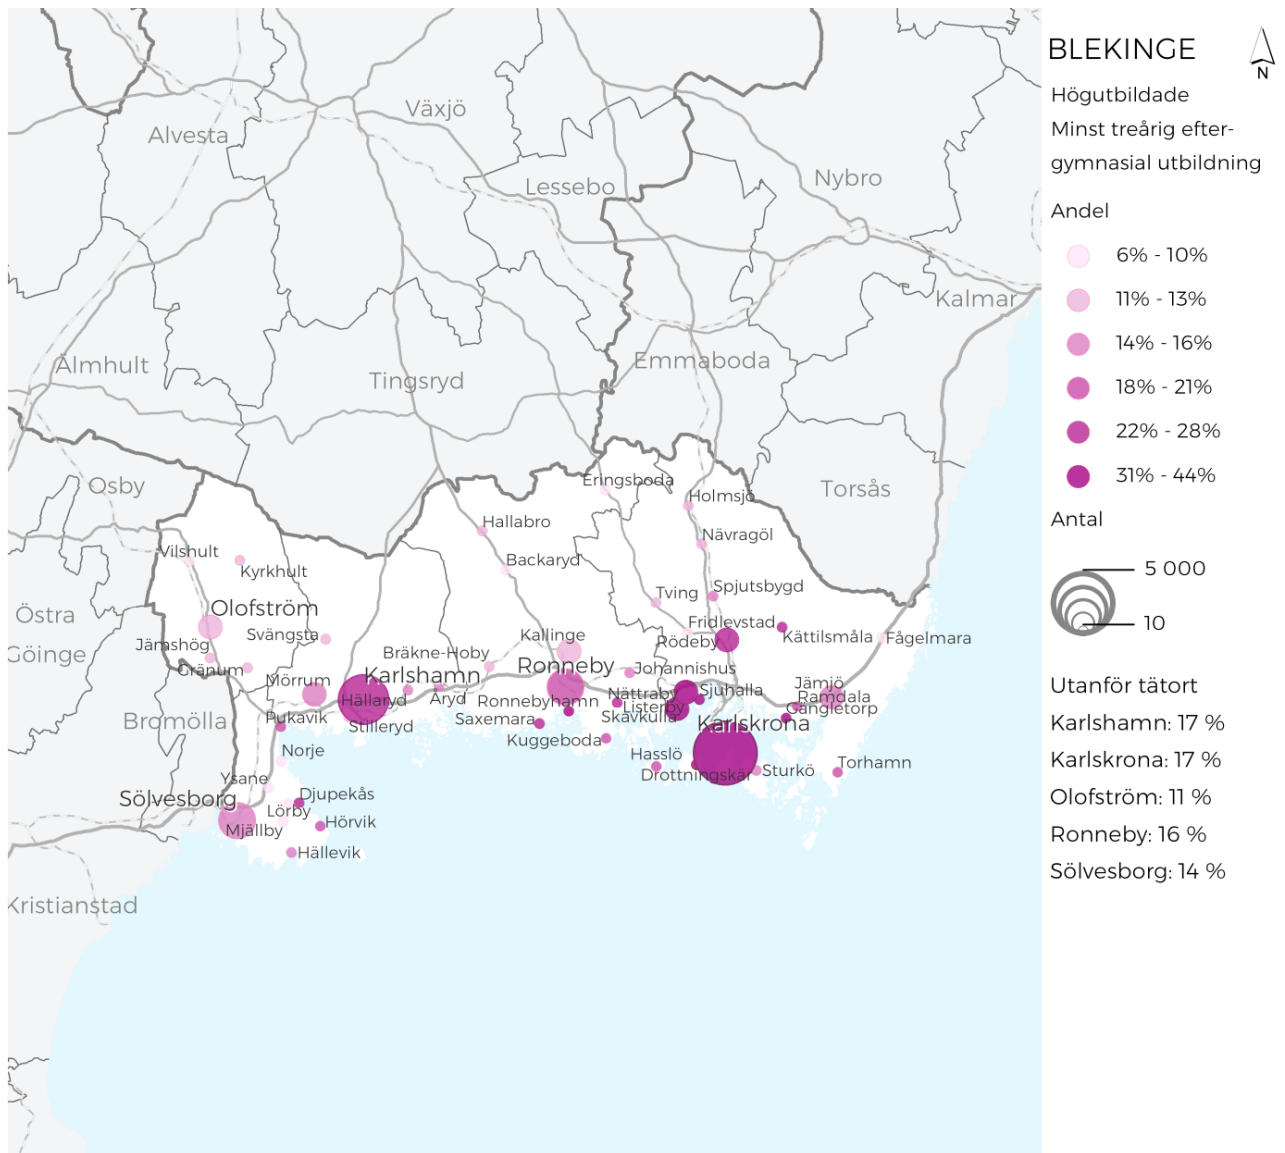 BLEKINGE
N
Högutbildade
Minst treårig efter-
gymnasial utbildning
Andel
6% - 10%
11% - 13%
14% - 16%
18% - 21%
22% - 28%
31% - 44%
Antal
5 000
10
Utanför tätort
Karlshamn: 17 %
Karlskrona: 17 %
Olofström: 11 %
Ronneby: 16 %
Sölvesborg: 14 %
Växjö
Alvesta
Lessebo
Nybro
Kalmar
Älmhult
Tingsryd
Emmaboda
Osby
Torsås
Eringsboda
Holmsjö
Hallabro
Nävragöl
Vilshult
Kyrkhult
Backaryd
Östra
Göinge
Olofström
Tving
Spjutsbygd
Svängsta
Kallinge
Fridlevstad
Rödeby
Kättilsmåla
Fågelmara
Jämshög
Gränum
Bräkne-Hoby
Ronneby
Johannishus
Mörrum
Karlshamn
Hällaryd
Åryd
Ronnebyhamn
Nättraby
Sjuhalla
Listerby
Jämjö
Ramdala
Gängletorp
Bromölla
Pukavik
Stilleryd
Saxemara
Skavkulla
Karlskrona
Kuggeboda
Norje
Hasslö
Drottningskär
Sturkö
Torhamn
Ysane
Sölvesborg
Djupekås
Lörby
Mjällby
Hörvik
Hällevik
Kristianstad